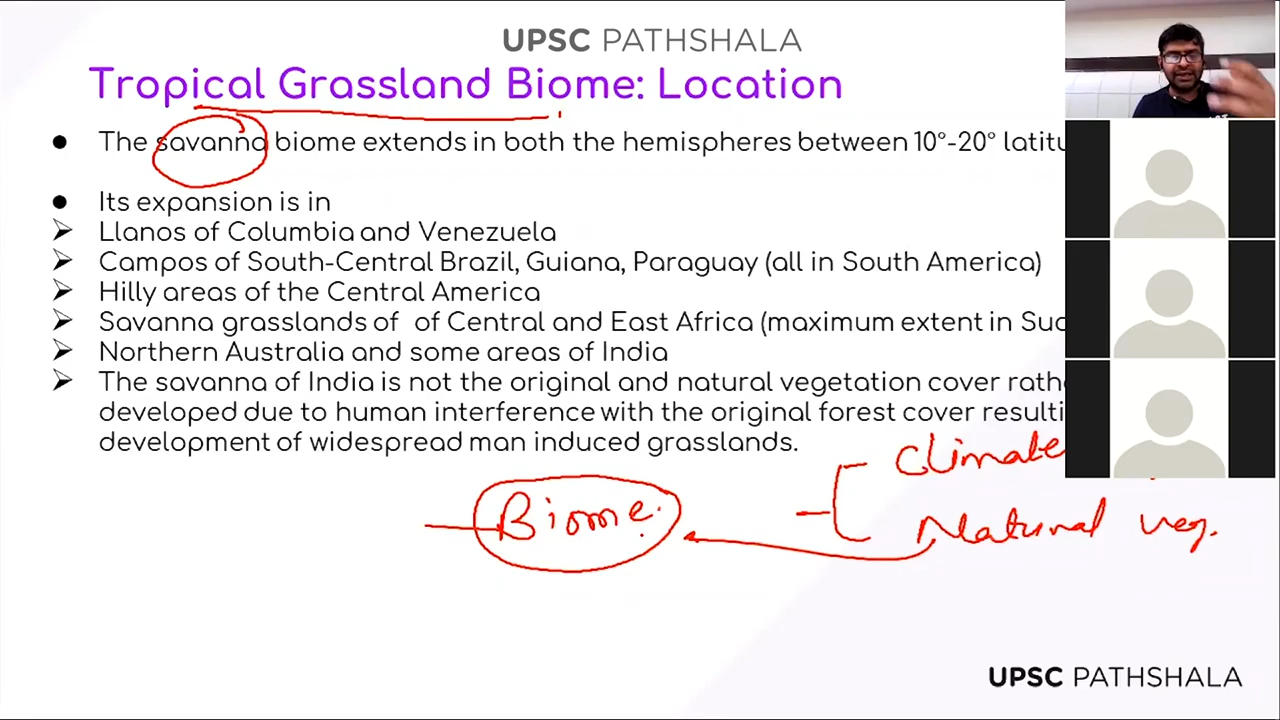 UPSC PATHSHALA
Tropical Grassland Biome: Location
● The savanna biome extends in both the hemispheres between 10°-20°
● Its expansion is in
➢ Llanos of Columbia and Venezuela
➢ Campos of South-Central Brazil, Guiana, Paraguay (all in South America)
➢ Hilly areas of the Central America
➢ Savanna grasslands of of Central and East Africa (maximum extent in
➢ Northern Australia and some areas of India
➢ The savanna of India is not the original and natural vegetation cover
developed due to human interference with the original forest cover
development of widespread man induced grasslands.
Climate
Biome.
Natural veg.
UPSC PATHSHALA